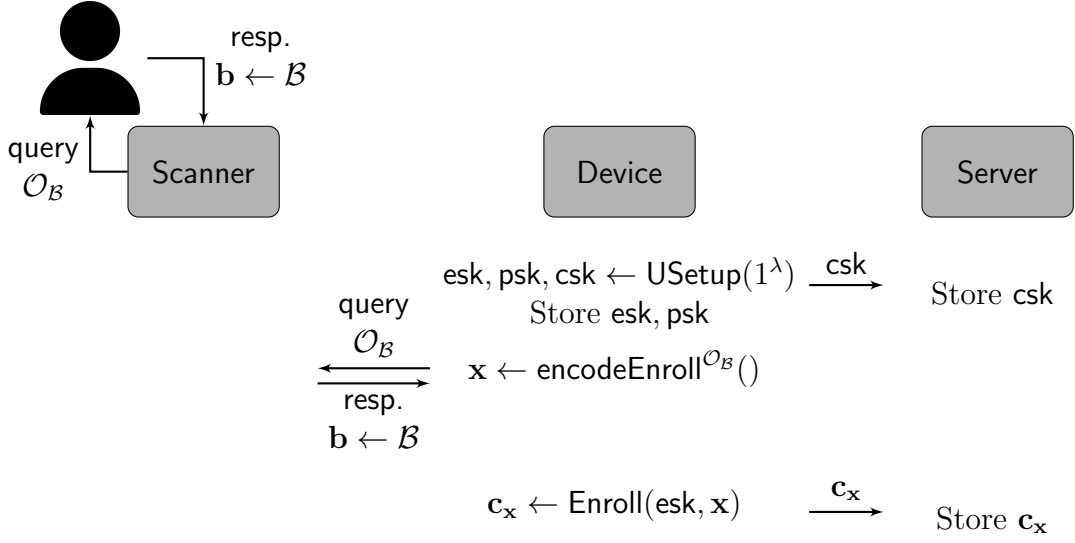 resp.
𝐛 ← ℬ
query
𝒪_ℬ
Scanner
Device
Server
esk, psk, csk ← USetup(1^λ)
csk
Store csk
Store esk, psk
query
𝒪_ℬ
𝐱 ← encodeEnroll^{𝒪_ℬ}()
resp.
𝐛 ← ℬ
𝐜_𝐱 ← Enroll(esk, 𝐱)
𝐜_𝐱
Store 𝐜_𝐱